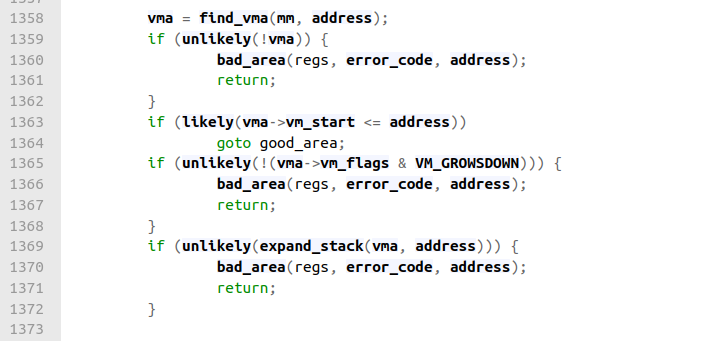 1358 vma = find_vma(mm, address);
1359 if (unlikely(!vma)) {
1360 bad_area(regs, error_code, address);
1361 return;
1362 }
1363 if (likely(vma->vm_start <= address))
1364 goto good_area;
1365 if (unlikely(!(vma->vm_flags & VM_GROWSDOWN))) {
1366 bad_area(regs, error_code, address);
1367 return;
1368 }
1369 if (unlikely(expand_stack(vma, address))) {
1370 bad_area(regs, error_code, address);
1371 return;
1372 }
1373